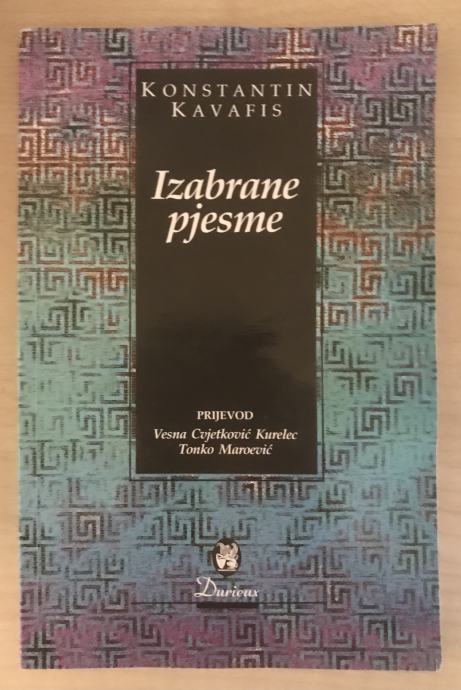 KONSTANTIN
KAVAFIS
Izabrane
pjesme
PRIJEVOD
Vesna Cvjetković Kurelec
Tonko Maroević
Durieux